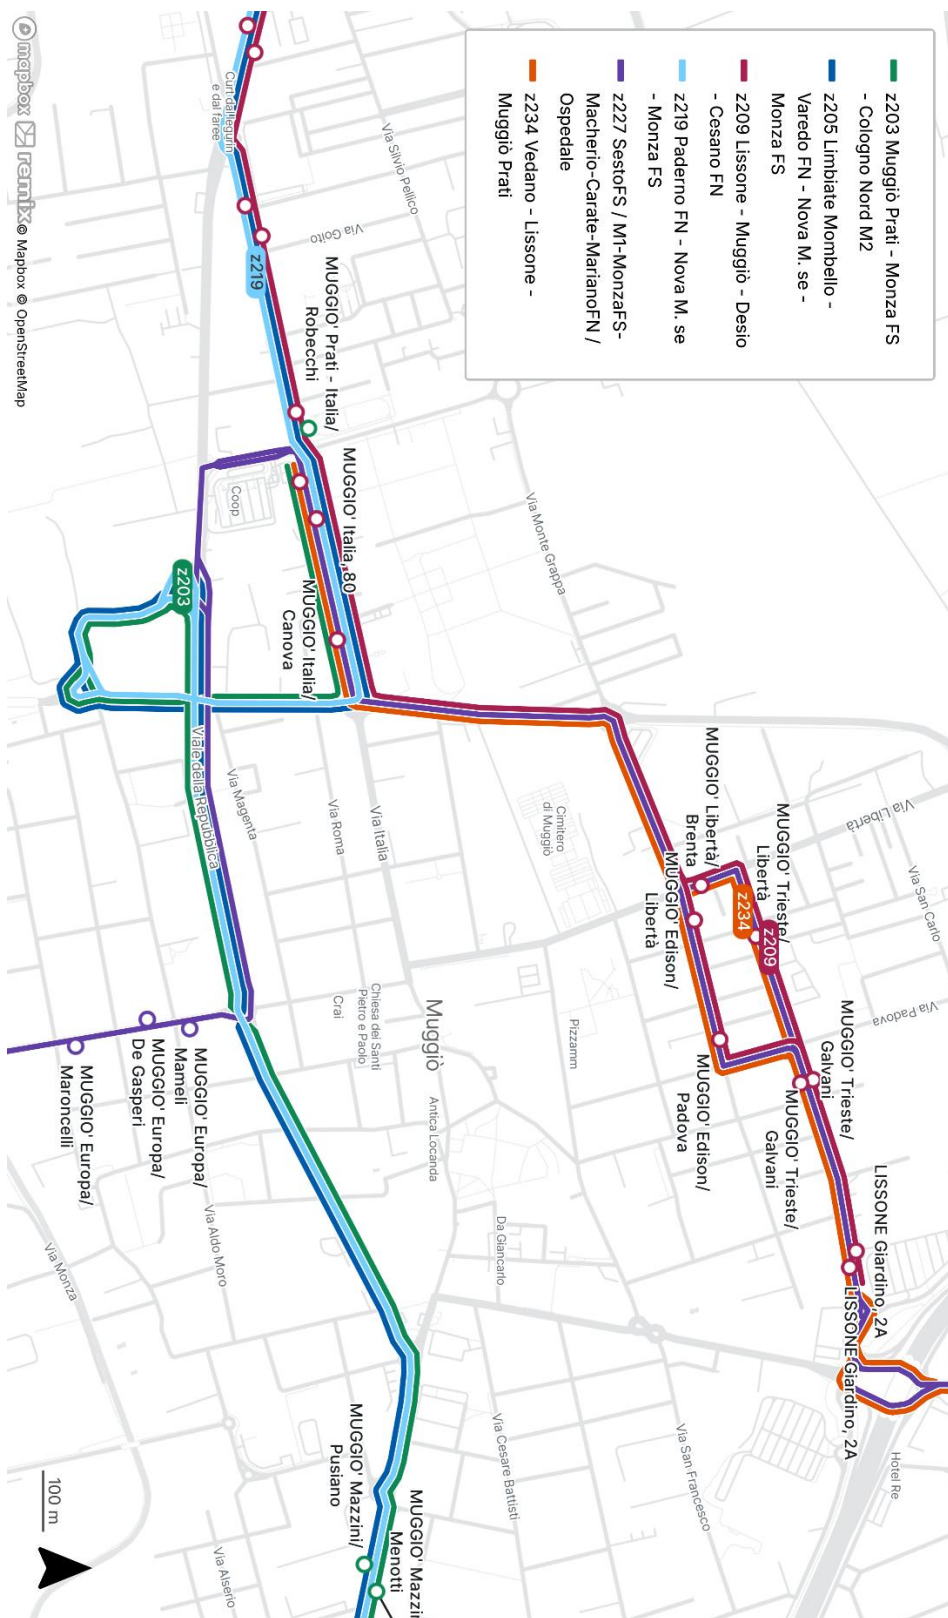 z203 Muggiò Prati - Monza FS
- Cologno Nord M2
z205 Limbiate Mombello -
Varedo FN - Nova M. se -
Monza FS
z209 Lissone - Muggiò - Desio
- Cesano FN
z219 Paderno FN - Nova M. se
- Monza FS
z227 SestoFS / M1-MonzaFS-
Macherio-Carate-MarianoFN /
Ospedale
z234 Vedano - Lissone -
Muggiò Prati
Via Silvio Pellico
Via Goito
Curt dal legurin
e dal faree
z219
MUGGIO' Prati - Italia/
Robecchi
MUGGIO' Italia, 80
MUGGIO' Italia/
Canova
Coop
z203
Via Monte Grappa
Cimitero
di Muggiò
MUGGIO' Libertà/
Brenta
MUGGIO' Trieste/
Libertà
Via Libertà
Via San Carlo
z234
z209
MUGGIO' Edison/
Libertà
Via Padova
Via Italia
Via Roma
Via Magenta
Viale della Repubblica
MUGGIO' Trieste/
Galvani
MUGGIO' Trieste/
Galvani
MUGGIO' Edison/
Padova
Pizzamm
Muggiò
Chiesa dei Santi
Pietro e Paolo
Crai
Antica Locanda
Da Giancarlo
LISSONE Giardino, 2A
LISSONE Giardino, 2A
MUGGIO' Europa/
Mameli
MUGGIO' Europa/
De Gasperi
MUGGIO' Europa/
Maroncelli
Via Aldo Moro
Via Monza
Hotel Re
Via San Francesco
Via Cesare Battisti
MUGGIO' Mazzini/
Pusiano
MUGGIO' Mazzin
Menotti
Via Alserio
100 m
mapbox remix © Mapbox © OpenStreetMap